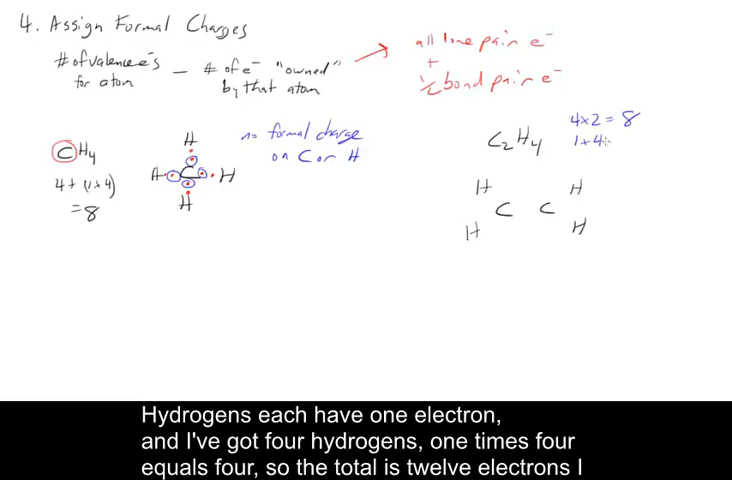 4. Assign Formal Charges
# of valence e⁻s for atom − # of e⁻ "owned" by that atom
all lone pair e⁻
+
1/2 bond pair e⁻
CH4
4 + (1 x 4)
= 8
H
H C H
H
no formal charge
on C or H
C2H4
4 x 2 = 8
1 x 4
H H
C C
H H
Hydrogens each have one electron,
and I've got four hydrogens, one times four
equals four, so the total is twelve electrons I